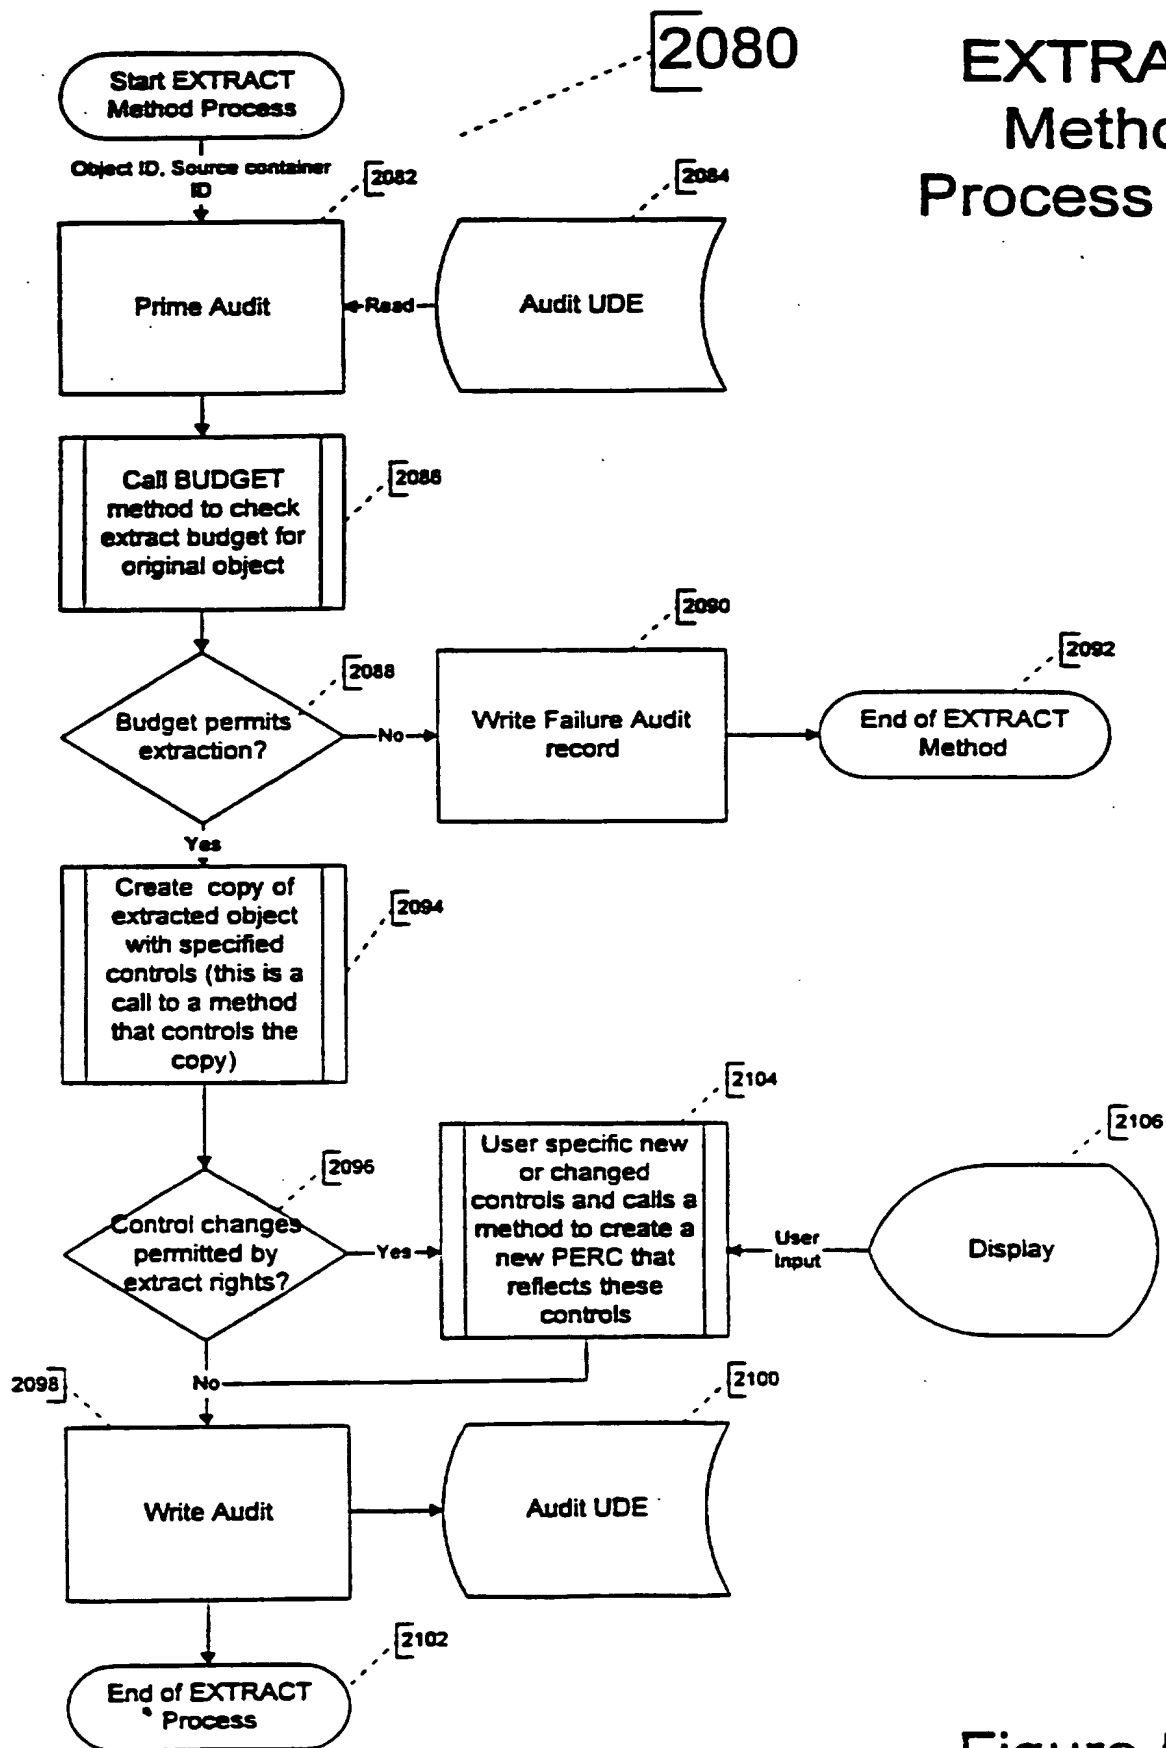 2080
EXTRA
Metho
Process
Start EXTRACT
Method Process
Object ID, Source container
ID
2082
2084
Prime Audit
Read
Audit UDE
Call BUDGET
method to check
extract budget for
original object
2086
2088
Budget permits
extraction?
No
2090
Write Failure Audit
record
2092
End of EXTRACT
Method
Yes
Create copy of
extracted object
with specified
controls (this is a
call to a method
that controls the
copy)
2094
2096
Control changes
permitted by
extract rights?
Yes
2104
User specific new
or changed
controls and calls a
method to create a
new PERC that
reflects these
controls
User
Input
2106
Display
No
2098
Write Audit
2100
Audit UDE
2102
End of EXTRACT
Process
Figure